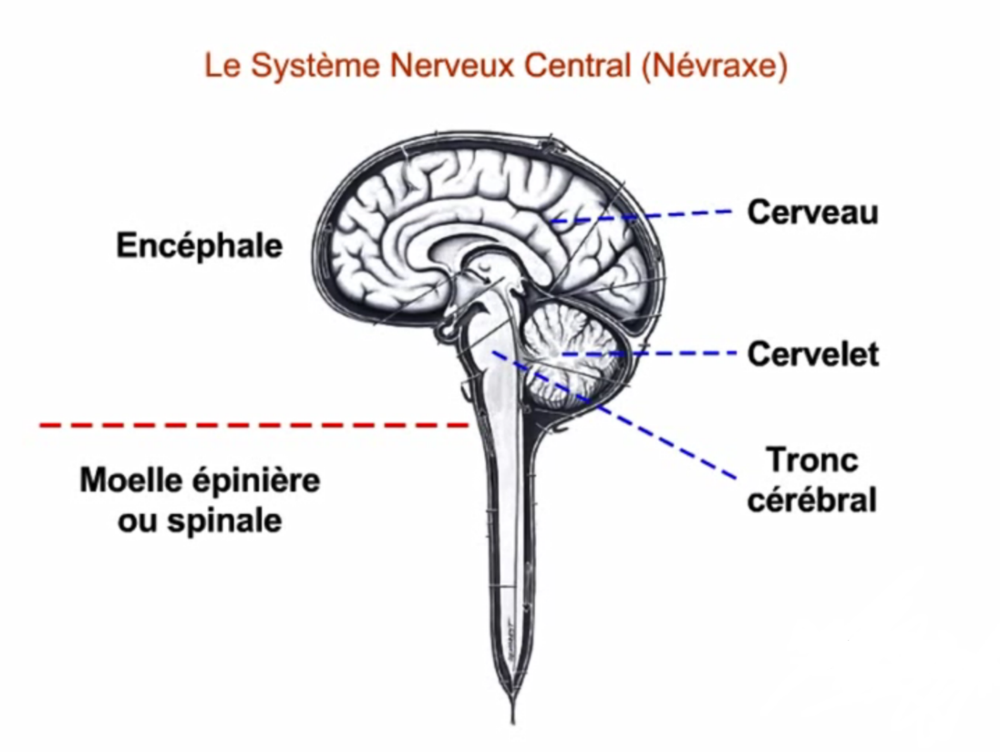 Le Système Nerveux Central (Névraxe)
Encéphale
Cerveau
Cervelet
Moelle épinière
ou spinale
Tronc
cérébral